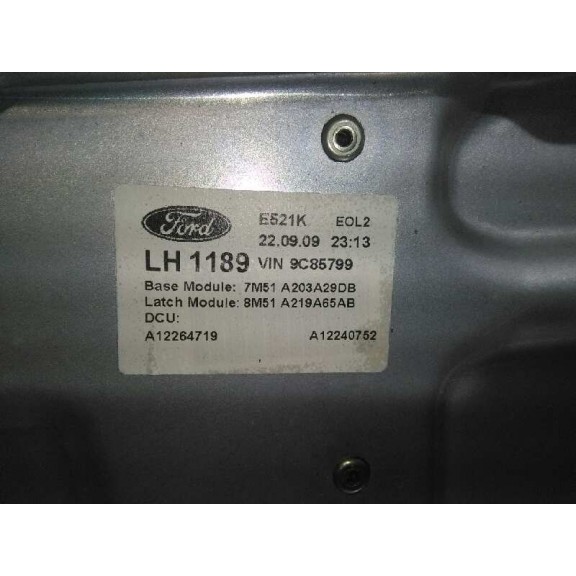 Ford E521K EOL2
22.09.09 23:13
LH 1189 VIN 9C85799
Base Module: 7M51 A203A29DB
Latch Module: 8M51 A219A65AB
DCU:
A12264719 A12240752